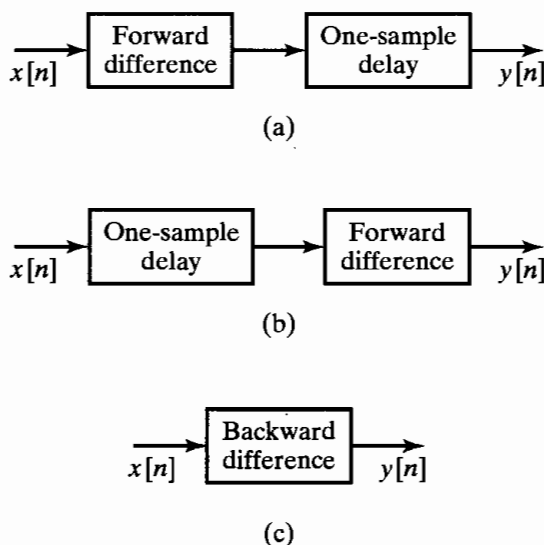 Forward
difference
One-sample
delay
x[n]
y[n]
(a)
One-sample
delay
Forward
difference
x[n]
y[n]
(b)
Backward
difference
x[n]
y[n]
(c)